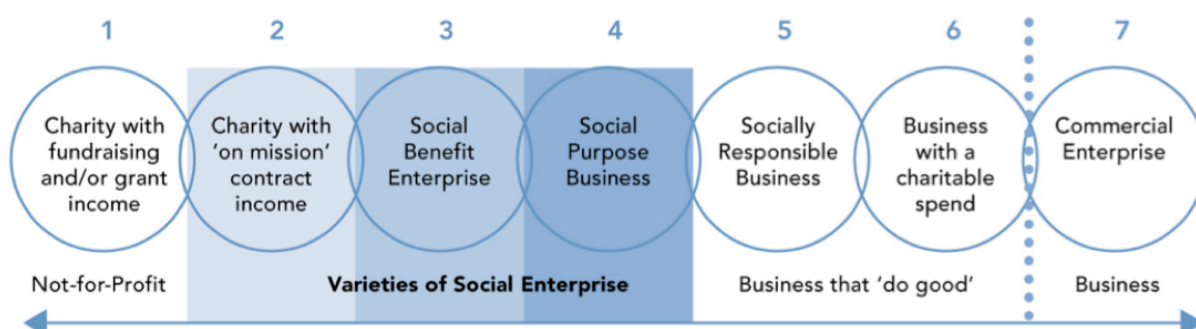 1 2 3 4 5 6 7
Charity with
fundraising
and/or grant
income
Charity with
‘on mission’
contract
income
Social
Benefit
Enterprise
Social
Purpose
Business
Socially
Responsible
Business
Business
with a
charitable
spend
Commercial
Enterprise
Not-for-Profit
Varieties of Social Enterprise
Business that ‘do good’
Business